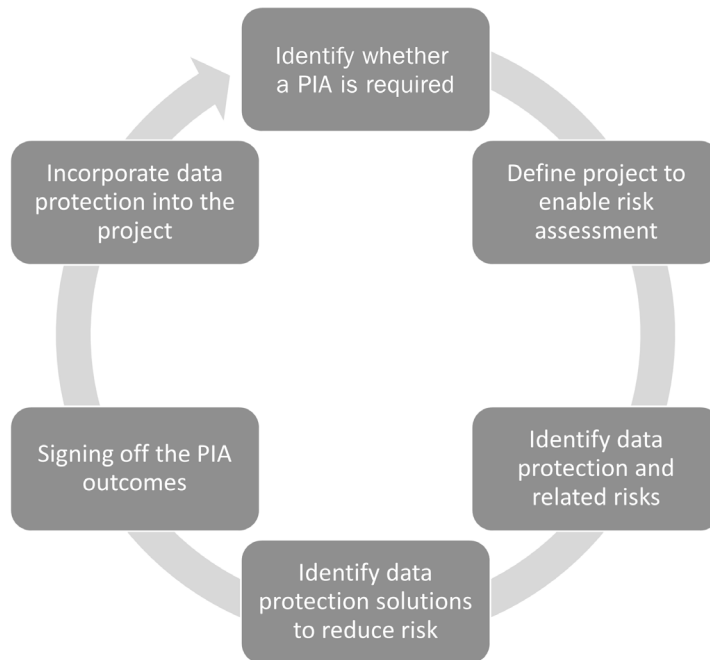 Identify whether
a PIA is required
Define project to
enable risk
assessment
Identify data
protection and
related risks
Identify data
protection solutions
to reduce risk
Signing off the PIA
outcomes
Incorporate data
protection into the
project